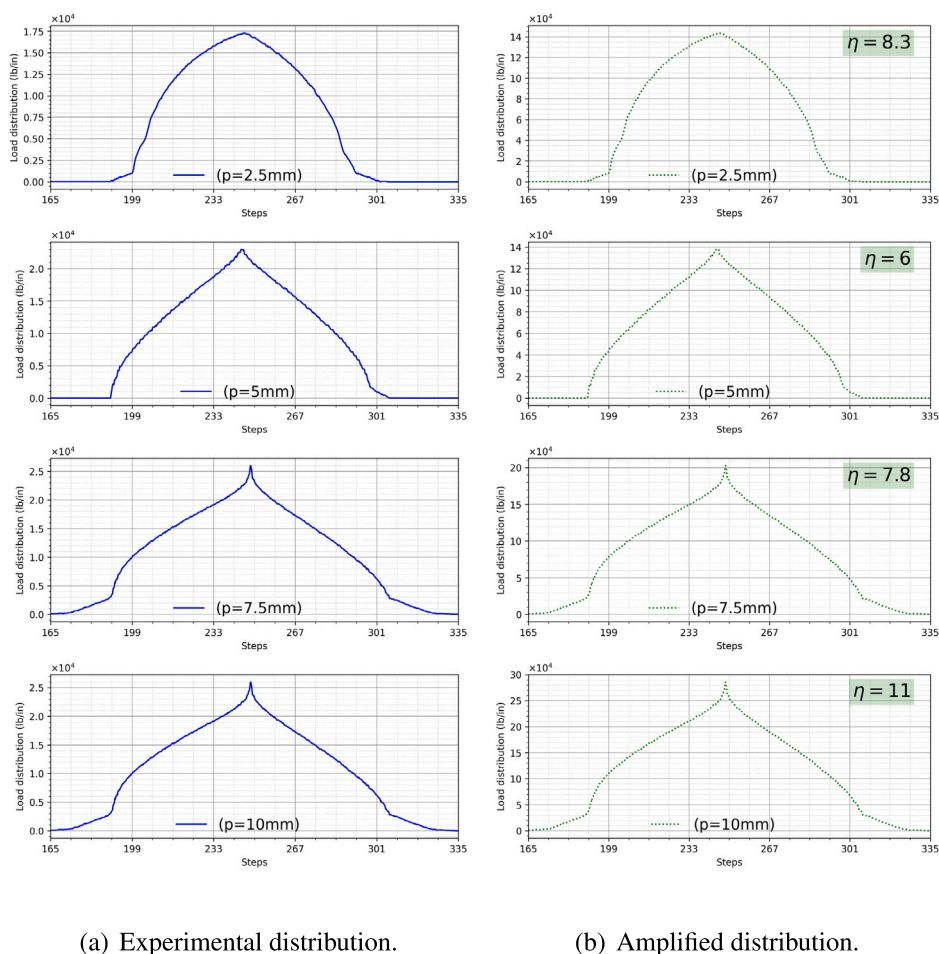 ×10⁴
1.75
1.50
1.25
1.00
0.75
0.50
0.25
0.00
Load distribution (lb/in)
(p=2.5mm)
165 199 233 267 301 335
Steps
×10⁴
14
12
10
8
6
4
2
0
Load distribution (lb/in)
η = 8.3
(p=2.5mm)
165 199 233 267 301 335
Steps
×10⁴
2.0
1.5
1.0
0.5
0.0
Load distribution (lb/in)
(p=5mm)
165 199 233 267 301 335
Steps
×10⁴
14
12
10
8
6
4
2
0
Load distribution (lb/in)
η = 6
(p=5mm)
165 199 233 267 301 335
Steps
×10⁴
2.5
2.0
1.5
1.0
0.5
0.0
Load distribution (lb/in)
(p=7.5mm)
165 199 233 267 301 335
Steps
×10⁴
20
15
10
5
0
Load distribution (lb/in)
η = 7.8
(p=7.5mm)
165 199 233 267 301 335
Steps
×10⁴
2.5
2.0
1.5
1.0
0.5
0.0
Load distribution (lb/in)
(p=10mm)
165 199 233 267 301 335
Steps
×10⁴
30
25
20
15
10
5
0
Load distribution (lb/in)
η = 11
(p=10mm)
165 199 233 267 301 335
Steps
(a) Experimental distribution.
(b) Amplified distribution.